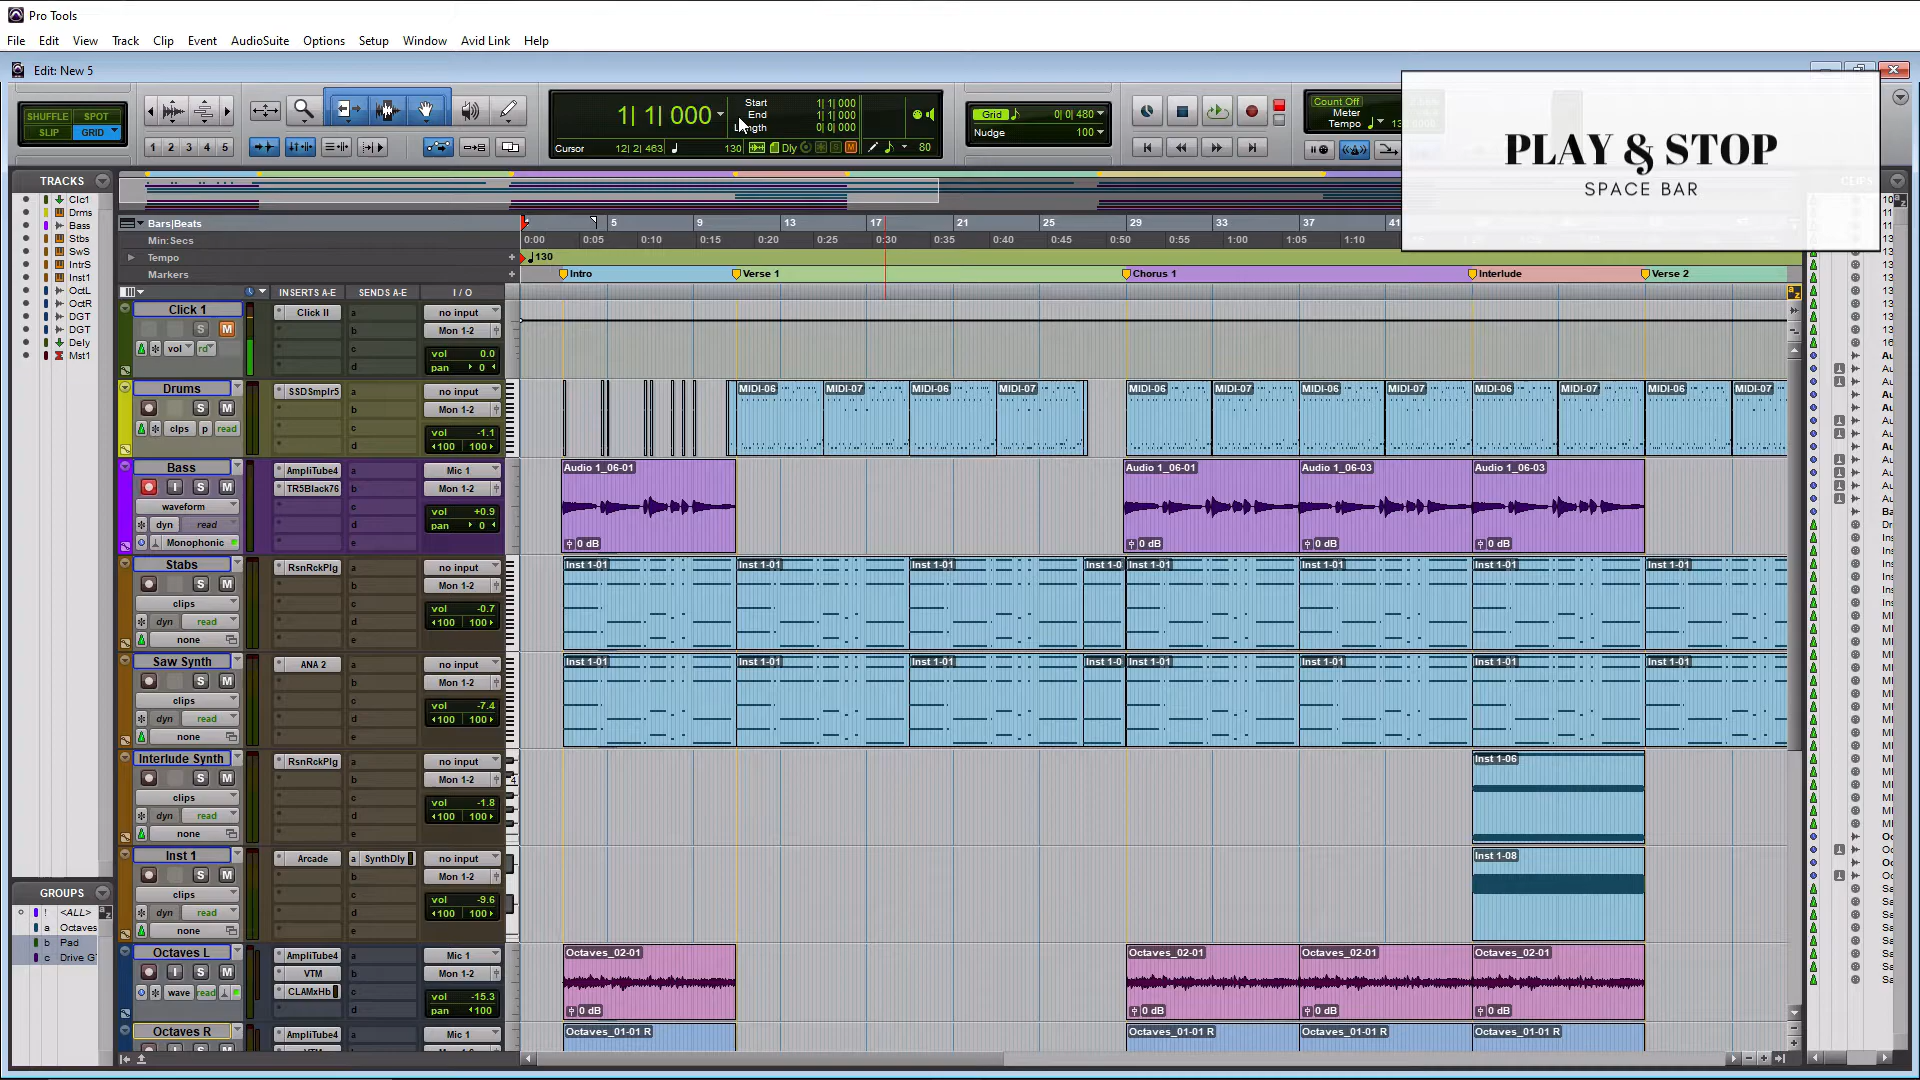 Pro Tools
File Edit View Track Clip Event AudioSuite Options Setup Window Avid Link Help
Edit: New 5
SHUFFLE SPOT
SLIP GRID
1 2 3 4 5
1| 1| 000
Start 1| 1| 000
End 1| 1| 000
Length 0| 0| 000
Cursor 12| 2| 463 130 Dly 80
Grid 0| 0| 480
Nudge 100
Count Off
Meter
Tempo
PLAY & STOP
SPACE BAR
TRACKS
Clc1
Drms
Bass
Stbs
SwS
IntrS
Inst1
OctL
OctR
DGT
DGT
Dely
Mst1
GROUPS
! <ALL>
a Octaves
b Pad
c Drive G
Bars|Beats 5 9 13 17 21 25 29 33 37 41
Min:Secs 0:00 0:05 0:10 0:15 0:20 0:25 0:30 0:35 0:40 0:45 0:50 0:55 1:00 1:05 1:10
Tempo 130
Markers Intro Verse 1 Chorus 1 Interlude Verse 2
INSERTS A-E SENDS A-E I / O
Click 1 Click II a no input
S M b Mon 1-2
vol rd c vol 0.0
d pan 0
Drums SSDSmplr5 a no input
S M b Mon 1-2
clps p read c vol -1.1
d 100 100
MIDI-06 MIDI-07 MIDI-06 MIDI-07 MIDI-06 MIDI-07 MIDI-06 MIDI-07 MIDI-06 MIDI-07 MIDI-06 MIDI-07
Bass AmpliTube4 a Mic 1
I S M TR5Black76 b Mon 1-2
waveform c vol +0.9
dyn read d pan 0
Monophonic e
Audio 1_06-01 Audio 1_06-01 Audio 1_06-03 Audio 1_06-03
0 dB 0 dB 0 dB 0 dB
Stabs RsnRckPlg a no input
S M b Mon 1-2
clips c vol -0.7
dyn read d 100 100
none e
Inst 1-01 Inst 1-01 Inst 1-01 Inst 1-0 Inst 1-01 Inst 1-01 Inst 1-01 Inst 1-01
Saw Synth ANA 2 a no input
S M b Mon 1-2
clips c vol -7.4
dyn read d 100 100
none e
Inst 1-01 Inst 1-01 Inst 1-01 Inst 1-0 Inst 1-01 Inst 1-01 Inst 1-01 Inst 1-01
Interlude Synth RsnRckPlg a no input
S M b Mon 1-2
clips c vol -1.8
dyn read d 100 100
none e
Inst 1-06
Inst 1 Arcade a SynthDly no input
S M b Mon 1-2
clips c vol -9.6
dyn read d 100 100
none e
Inst 1-08
Octaves L AmpliTube4 a Mic 1
I S M VTM b Mon 1-2
wave read CLAMxHb c vol -15.3
d pan 100
Octaves_02-01 Octaves_02-01 Octaves_02-01 Octaves_02-01
0 dB 0 dB 0 dB 0 dB
Octaves R AmpliTube4 a Mic 1
Octaves_01-01 R Octaves_01-01 R Octaves_01-01 R Octaves_01-01 R